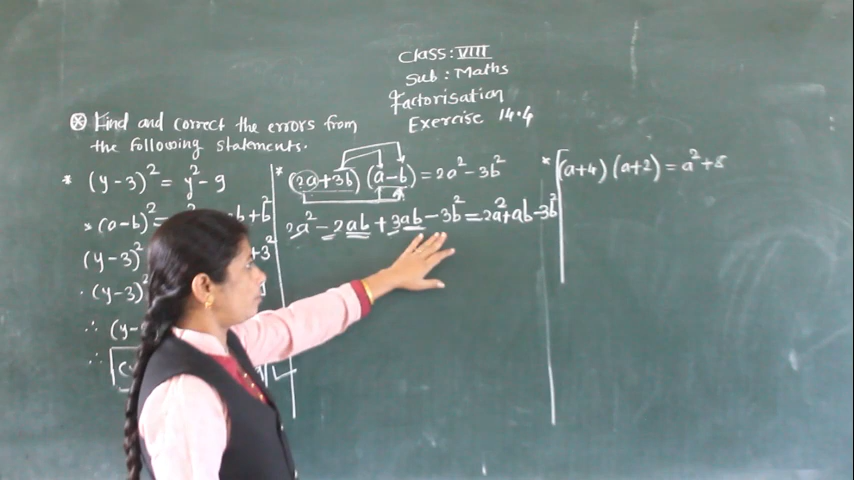 Class: VIII
Sub: Maths
Factorisation
Exercise 14.4
⊛ Find and correct the errors from
the following statements.
* (y-3)² = y² - 9
* (a-b)² = b + b²
(y-3)² + 3²
· (y-3)
∴ (y-
∴
* (2a+3b) (a-b) = 2a² - 3b²
2a² - 2ab + 3ab - 3b² = 2a² + ab - 3b²
* (a+4) (a+2) = a² + 8